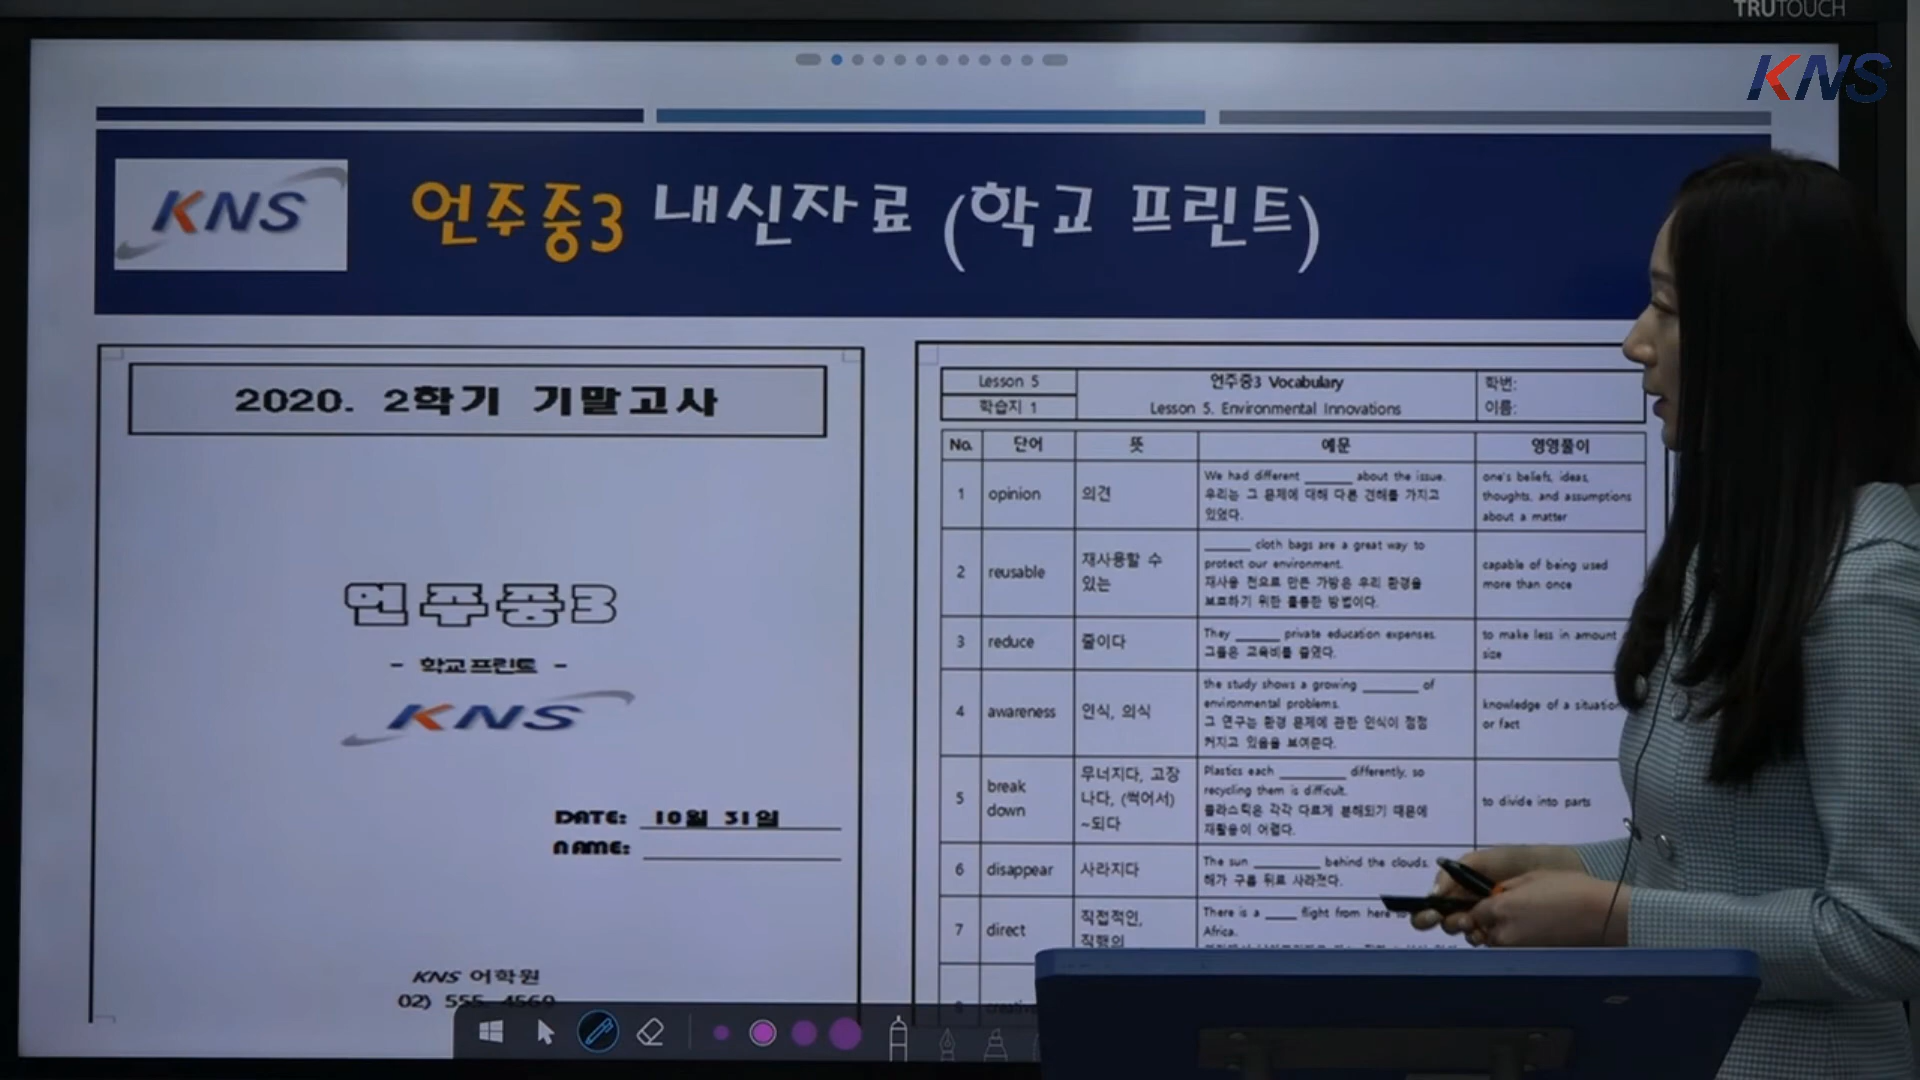 TRUTOUCH
KNS
KNS
언주중3 내신자료 (학교 프린트)
2020. 2학기 기말고사
언주중3
- 학교프린트 -
KNS
DATE: 10월 31일
NAME:
KNS 어학원
02) 555 4560
Lesson 5
학습지 1
언주중3 Vocabulary
Lesson 5. Environmental Innovations
학번:
이름:
No. 단어 뜻 예문 영영풀이
1 opinion 의견
We had different ______ about the issue.
우리는 그 문제에 대해 다른 견해를 가지고
있었다.
one's beliefs, ideas,
thoughts, and assumptions
about a matter
2 reusable 재사용할 수
있는
______ cloth bags are a great way to
protect our environment.
재사용 천으로 만든 가방은 우리 환경을
보호하기 위한 훌륭한 방법이다.
capable of being used
more than once
3 reduce 줄이다
They ______ private education expenses.
그들은 교육비를 줄였다.
to make less in amount
size
4 awareness 인식, 의식
the study shows a growing ______ of
environmental problems.
그 연구는 환경 문제에 관한 인식이 점점
커지고 있음을 보여준다.
knowledge of a situation
or fact
5 break
down
무너지다, 고장
나다, (썩어서)
~되다
Plastics each ______ differently, so
recycling them is difficult.
플라스틱은 각각 다르게 분해되기 때문에
재활용이 어렵다.
to divide into parts
6 disappear 사라지다
The sun ______ behind the clouds.
해가 구름 뒤로 사라졌다.
7 direct 직접적인,
직행의
There is a ____ flight from here
Africa.
8